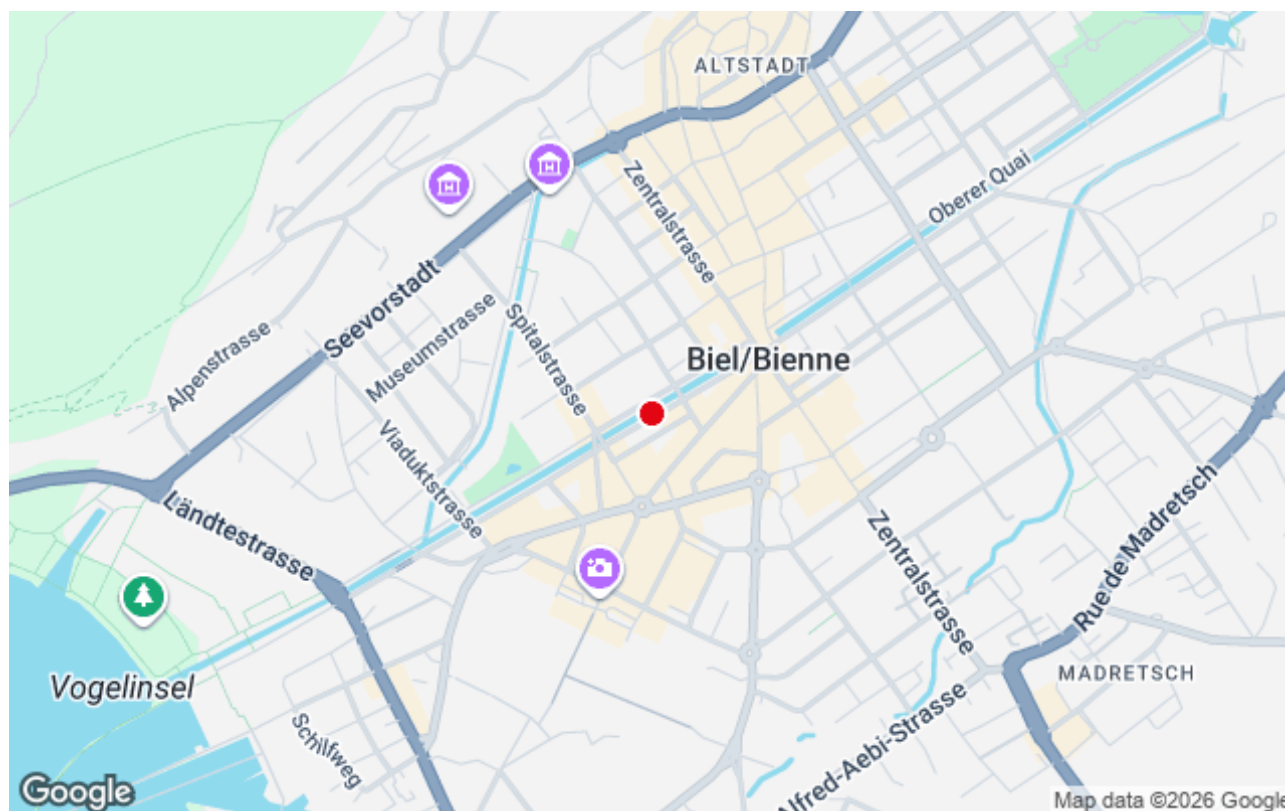 ALTSTADT
Zentralstrasse
Oberer Quai
Seevorstadt
Museumstrasse
Spitalstrasse
Alpenstrasse
Biel/Bienne
Viaduktstrasse
Ländtestrasse
Zentralstrasse
Rue de Madretsch
Vogelinsel
MADRETSCH
Schilfweg
Alfred-Aebi-Strasse
Google
Map data ©2026 Google